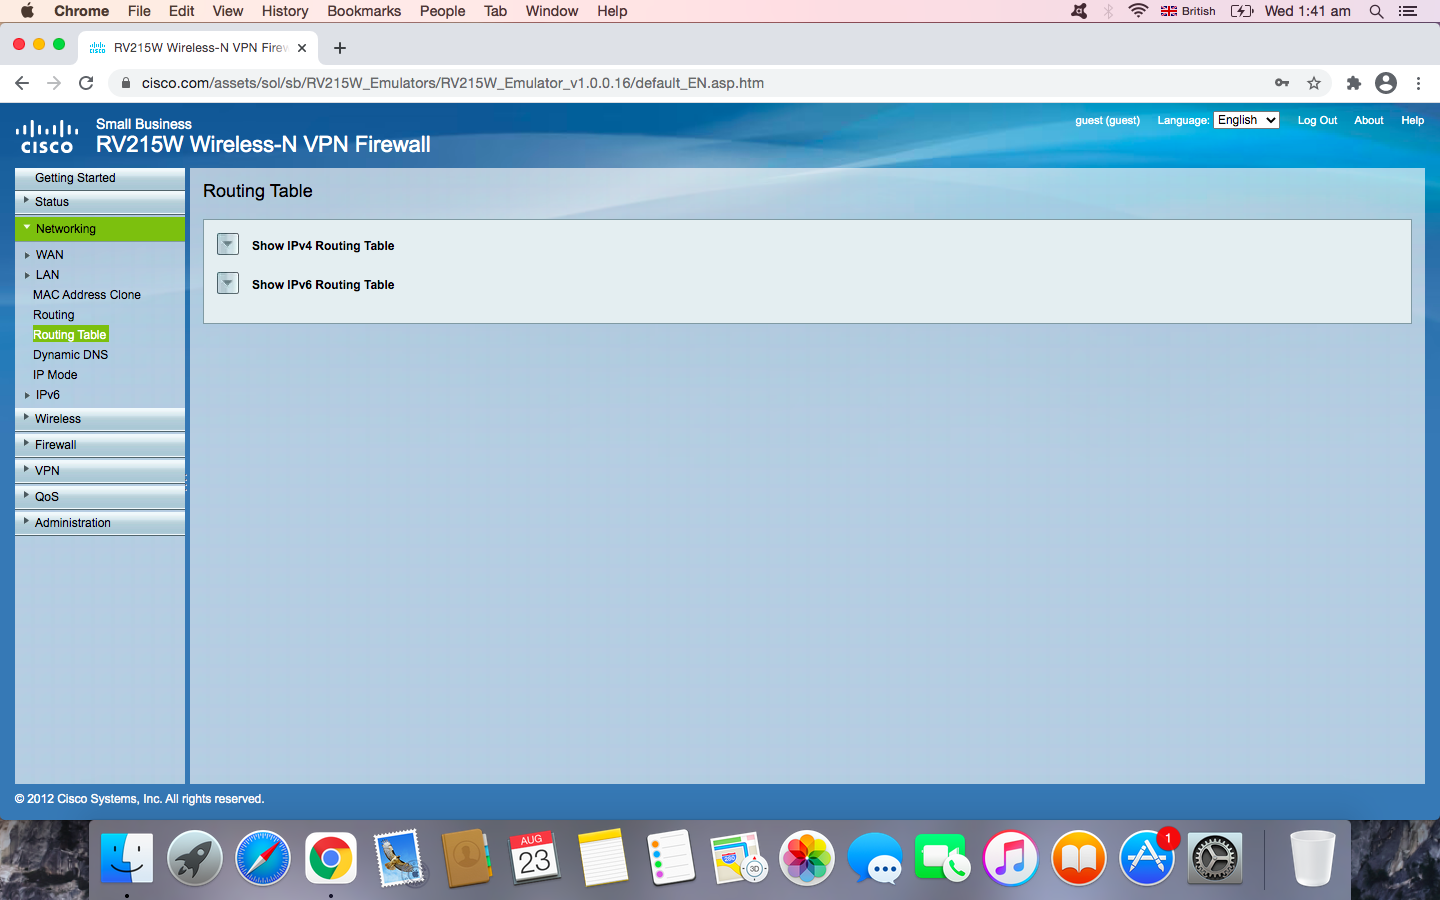 Chrome File Edit View History Bookmarks People Tab Window Help British Wed 1:41 am
RV215W Wireless-N VPN Firew
cisco.com/assets/sol/sb/RV215W_Emulators/RV215W_Emulator_v1.0.0.16/default_EN.asp.htm
cisco
Small Business
RV215W Wireless-N VPN Firewall
guest (guest) Language: English Log Out About Help
Getting Started
Status
Networking
WAN
LAN
MAC Address Clone
Routing
Routing Table
Dynamic DNS
IP Mode
IPv6
Wireless
Firewall
VPN
QoS
Administration
Routing Table
Show IPv4 Routing Table
Show IPv6 Routing Table
© 2012 Cisco Systems, Inc. All rights reserved.
AUG
23
280
3D
1